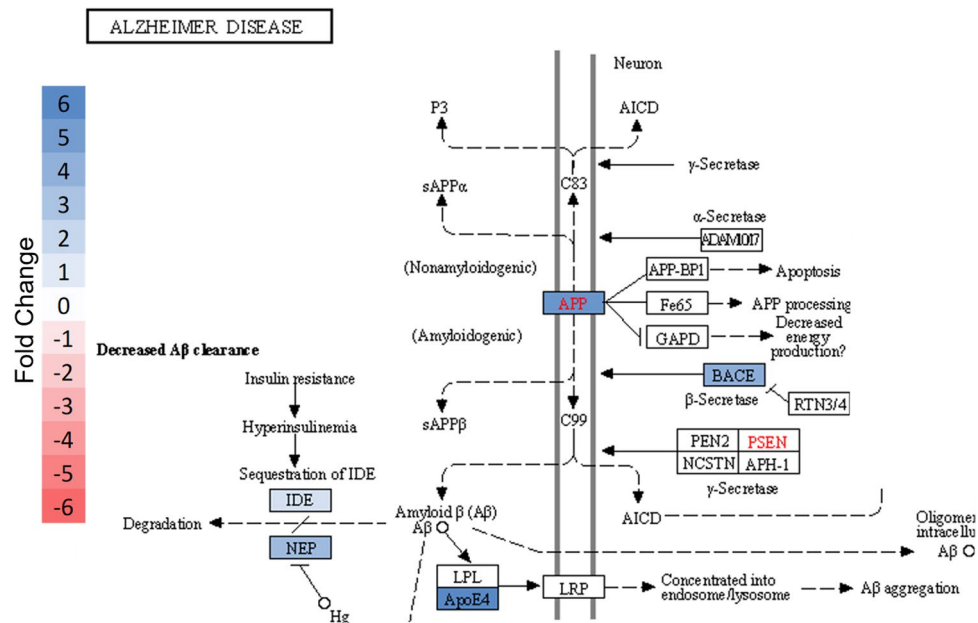 ALZHEIMER DISEASE
Neuron
Fold Change
6
5
4
3
2
1
0
-1
-2
-3
-4
-5
-6
P3
AICD
γ-Secretase
C83
sAPPα
α-Secretase
ADAM10/17
(Nonamyloidogenic)
APP-BP1
Apoptosis
APP
Fe65
APP processing
(Amyloidogenic)
GAPD
Decreased
energy
production?
Decreased Aβ clearance
Insulin resistance
BACE
β-Secretase
RTN3/4
Hyperinsulinemia
sAPPβ
C99
PEN2
PSEN
NCSTN
APH-1
γ-Secretase
Sequestration of IDE
IDE
Degradation
NEP
Hg
Amyloid β (Aβ)
Aβ
AICD
Oligomer
intracellu
Aβ
LPL
ApoE4
LRP
Concentrated into
endosome/lysosome
Aβ aggregation